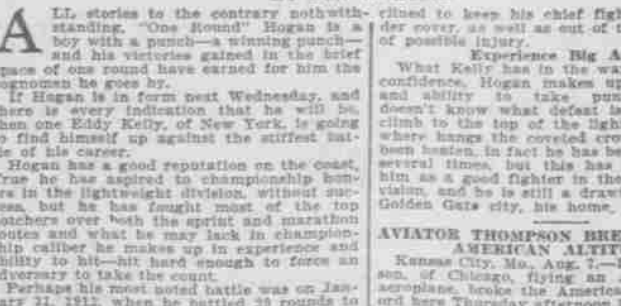 ALL stories to the contrary nothwith-
standing, "One Round" Hogan is a
boy with a punch—a winning punch—
and his victories gained in the brief
space of one round have earned for him the
cognomen he goes by.
If Hogan is in form next Wednesday, and
there is every indication that he will be,
then one Eddy Kelly, of New York, is going
to find himself up against the stiffest bat-
tle of his career.
Hogan has a good reputation on the coast,
True he has aspired to championship hon-
ors in the lightweight division, without suc-
cess, but he has fought most of the top
notchers over both the sprint and marathon
routes and what he may lack in champion-
ship caliber he makes up in experience and
ability to hit—hit hard enough to force an
adversary to take the count.
Perhaps his most noted battle was on Jan-
uary 21, 1912, when he battled 20 rounds to
clined to keep his chief figh
der cover, as well as out of t
of possible injury.
Experience Big A
What Kelly has in the wa
confidence, Hogan makes up
and ability to take pun
doesn't know what defeat is
climb to the top of the ligh
where hangs the coveted cro
been beaten, in fact he has be
several times, but this has
him as a good fighter in the
vision, and he is still a draw
Golden Gate city, his home,
AVIATOR THOMPSON BRE
AMERICAN ALTIT
Kansas City, Mo., Aug. 7.—
son, of Chicago, flying an
aeroplane, broke the Americ
ord here Thursday